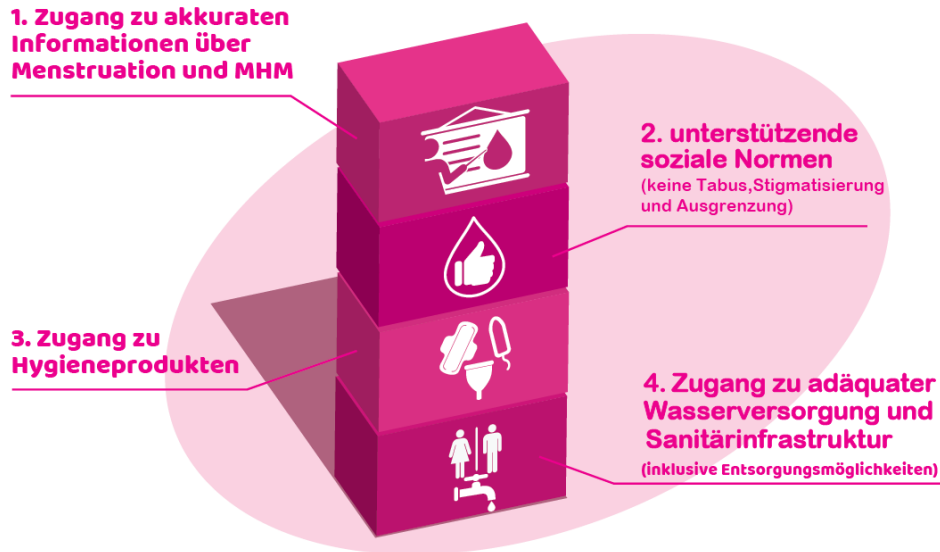 1. Zugang zu akkuraten
Informationen über
Menstruation und MHM
2. unterstützende
soziale Normen
(keine Tabus,Stigmatisierung
und Ausgrenzung)
3. Zugang zu
Hygieneprodukten
4. Zugang zu adäquater
Wasserversorgung und
Sanitärinfrastruktur
(inklusive Entsorgungsmöglichkeiten)